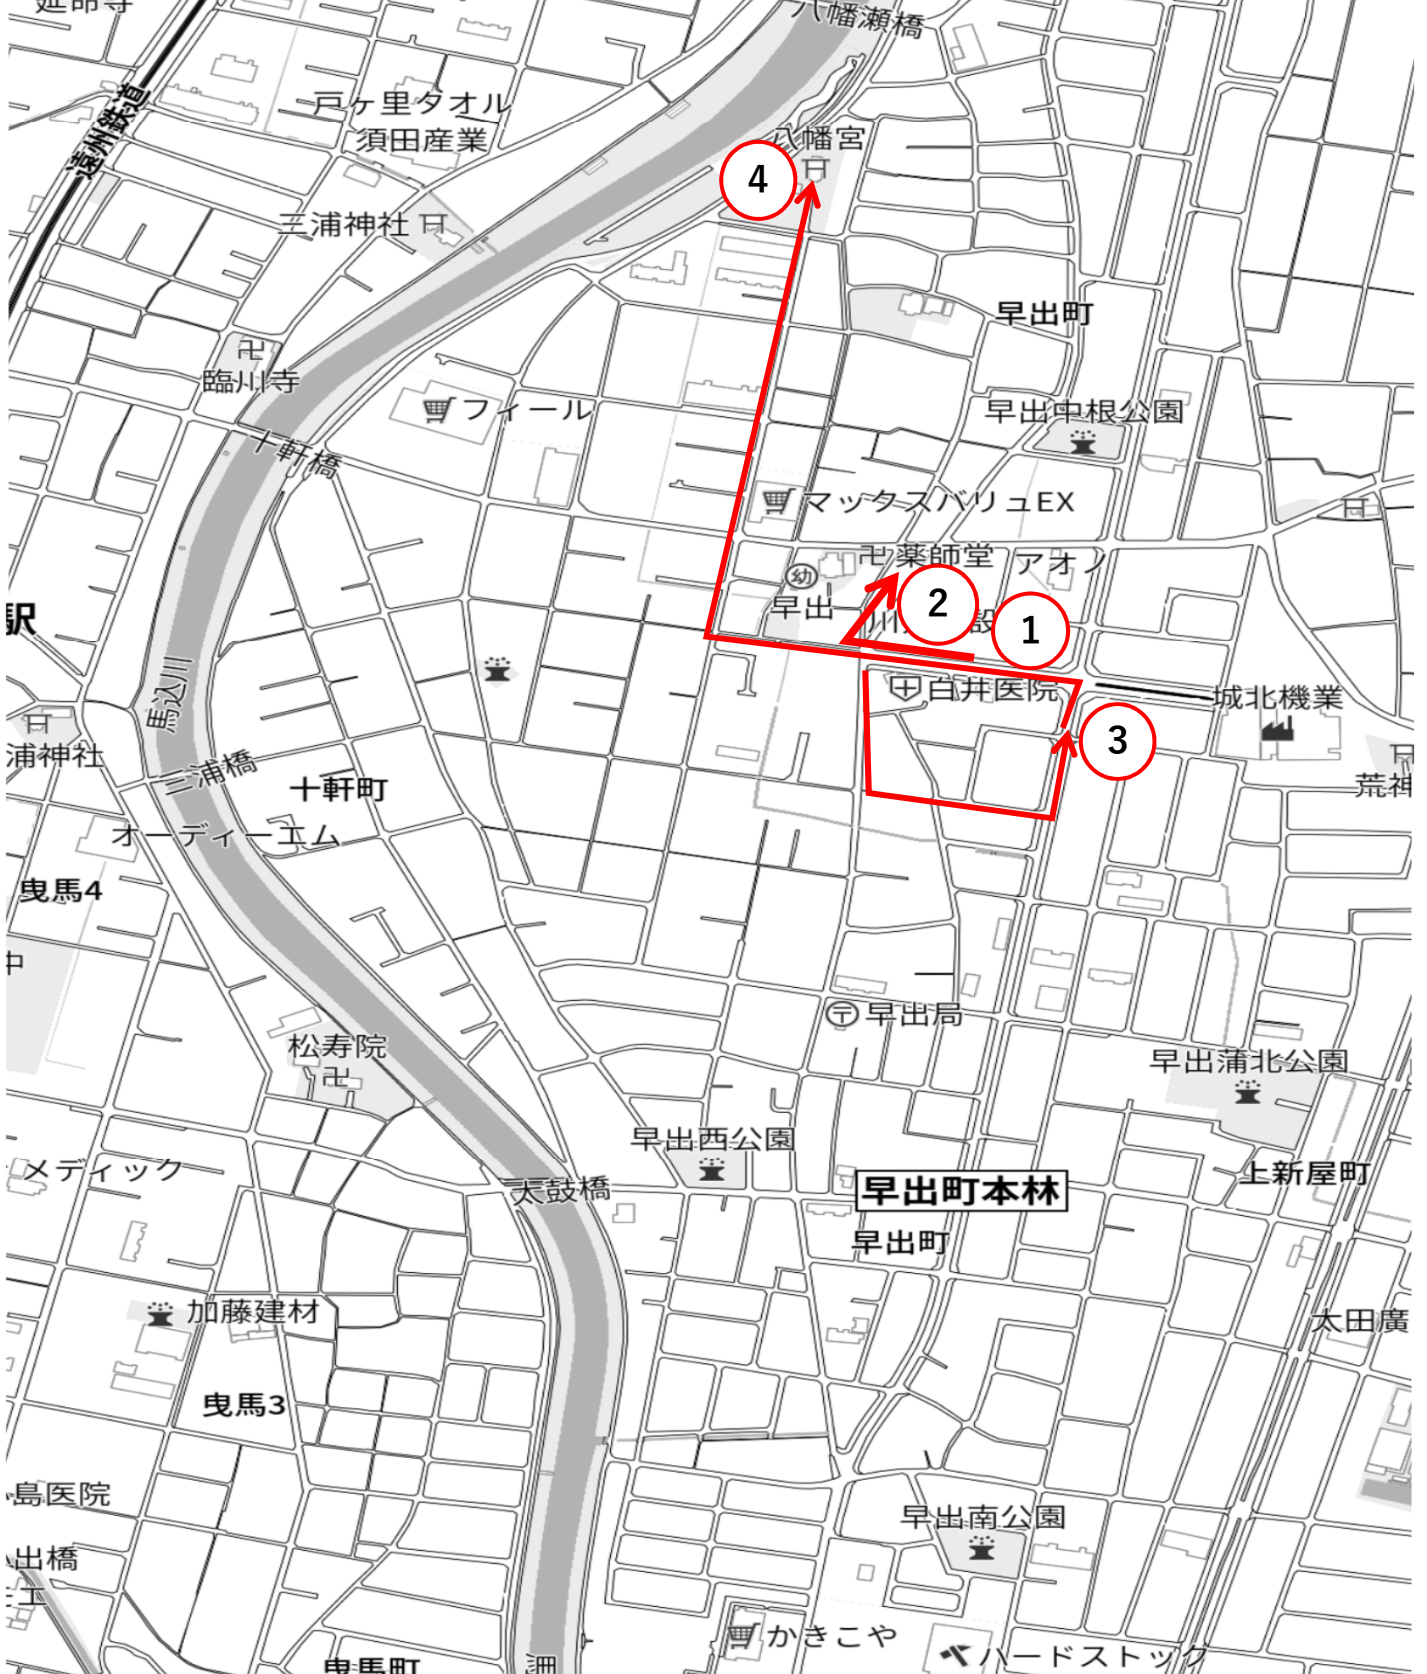 延命寺
八幡瀬橋
遠州鉄道
戸ヶ里タオル
須田産業
八幡宮
4
三浦神社
早出町
臨川寺
フィール
早出中根公園
十軒橋
マックスバリュEX
薬師堂
アオノ
幼
早出
2
1
駅
馬込川
白井医院
城北機業
3
浦神社
三浦橋
十軒町
荒神
オーディーエム
曳馬4
中
早出局
松寿院
早出蒲北公園
早出西公園
メディック
太鼓橋
早出町本林
上新屋町
早出町
加藤建材
太田廣
曳馬3
島医院
早出南公園
出橋
工
かきこや
ハードストック
曳馬町